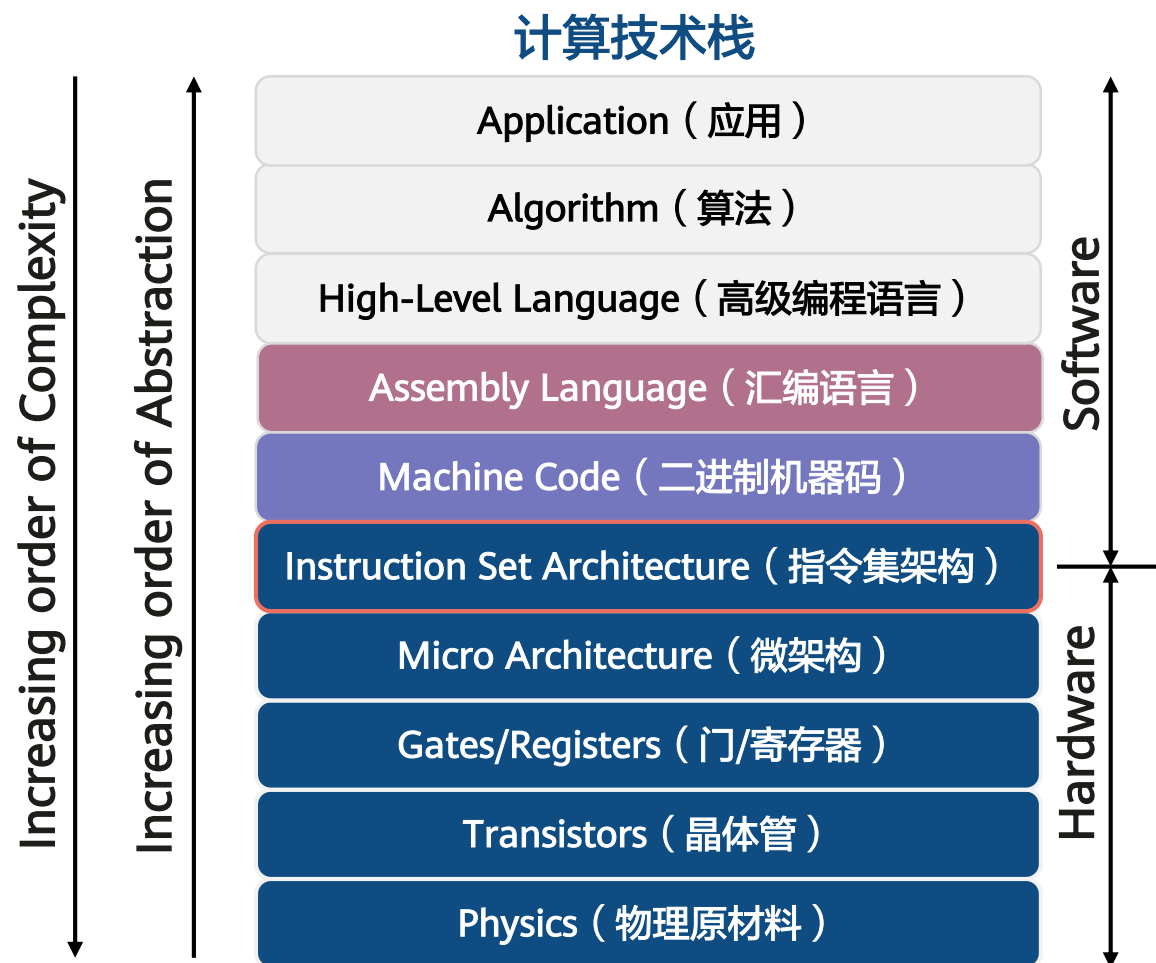 计算技术栈
Application（应用）
Algorithm（算法）
High-Level Language（高级编程语言）
Assembly Language（汇编语言）
Machine Code（二进制机器码）
Instruction Set Architecture（指令集架构）
Micro Architecture（微架构）
Gates/Registers（门/寄存器）
Transistors（晶体管）
Physics（物理原材料）
Increasing order of Complexity
Increasing order of Abstraction
Software
Hardware